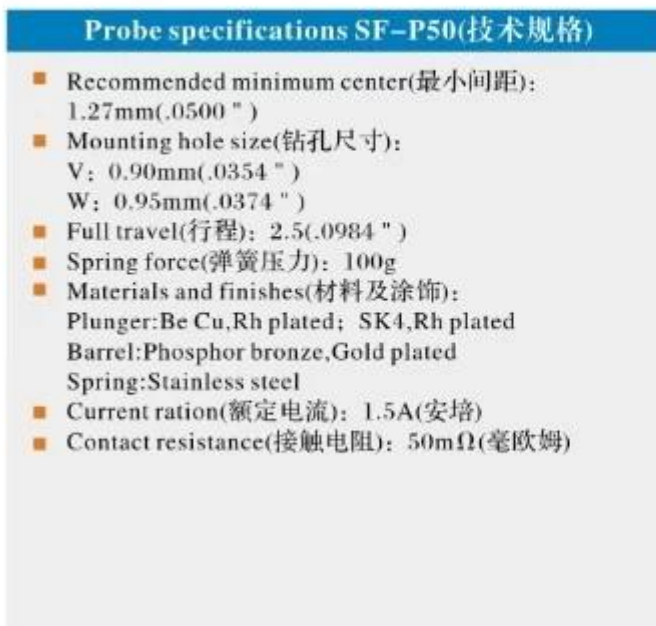 Probe specifications SF-P50(技术规格)
Recommended minimum center(最小间距):
1.27mm(.0500")
Mounting hole size(钻孔尺寸):
V: 0.90mm(.0354")
W: 0.95mm(.0374")
Full travel(行程): 2.5(.0984")
Spring force(弹簧压力): 100g
Materials and finishes(材料及涂饰):
Plunger:Be Cu,Rh plated; SK4,Rh plated
Barrel:Phosphor bronze,Gold plated
Spring:Stainless steel
Current ration(额定电流): 1.5A(安培)
Contact resistance(接触电阻): 50mΩ(毫欧姆)